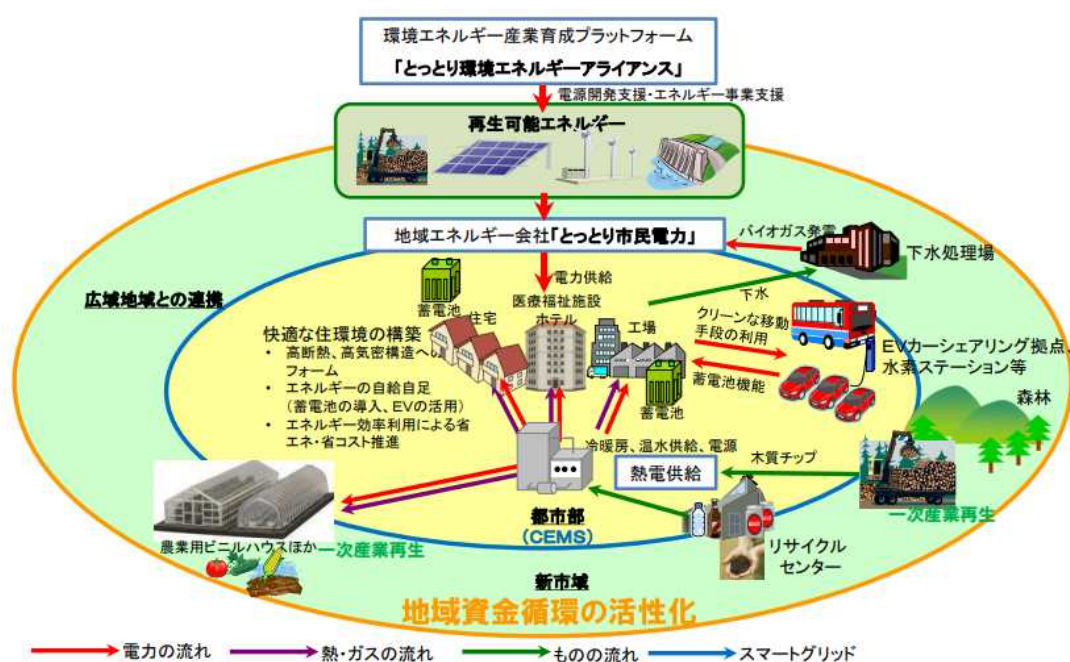 環境エネルギー産業育成プラットフォーム
「とっとり環境エネルギーアライアンス」
電源開発支援・エネルギー事業支援
再生可能エネルギー
地域エネルギー会社「とっとり市民電力」
バイオガス発電
下水処理場
電力供給
下水
広域地域との連携
蓄電池
住宅
医療福祉施設
ホテル
工場
クリーンな移動
手段の利用
蓄電池機能
EVカーシェアリング拠点、
水素ステーション等
快適な住環境の構築
• 高断熱、高気密構造へのリ
フォーム
• エネルギーの自給自足
(蓄電池の導入、EVの活用)
• エネルギー効率利用による省
エネ・省コスト推進
蓄電池
森林
冷暖房、温水供給、電源
熱電供給
木質チップ
一次産業再生
都市部
(CEMS)
リサイクル
センター
農業用ビニルハウスほか
一次産業再生
新市域
地域資金循環の活性化
電力の流れ
熱・ガスの流れ
ものの流れ
スマートグリッド